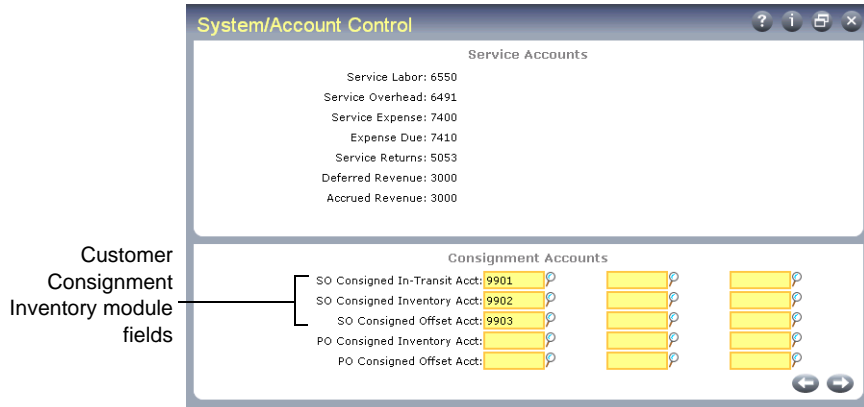 System/Account Control
? i
Service Accounts
Service Labor: 6550
Service Overhead: 6491
Service Expense: 7400
Expense Due: 7410
Service Returns: 5053
Deferred Revenue: 3000
Accrued Revenue: 3000
Customer
Consignment
Inventory module
fields
Consignment Accounts
SO Consigned In-Transit Acct: 9901
SO Consigned Inventory Acct: 9902
SO Consigned Offset Acct: 9903
PO Consigned Inventory Acct:
PO Consigned Offset Acct: